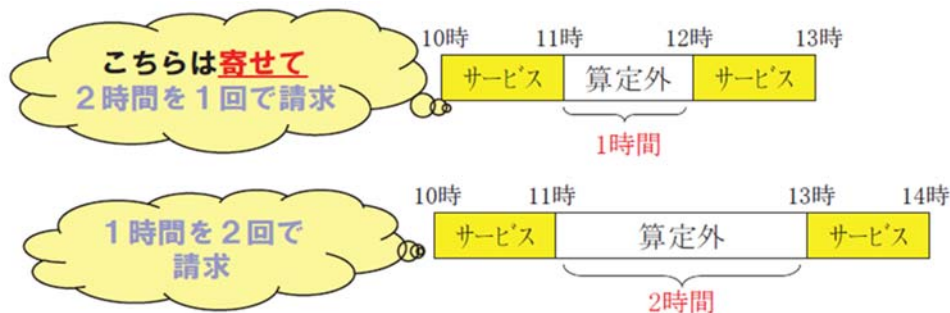 こちらは寄せて
２時間を１回で請求
10時 11時 12時 13時
サービス 算定外 サービス
1時間
10時 11時 13時 14時
１時間を２回で
請求
サービス 算定外 サービス
2時間